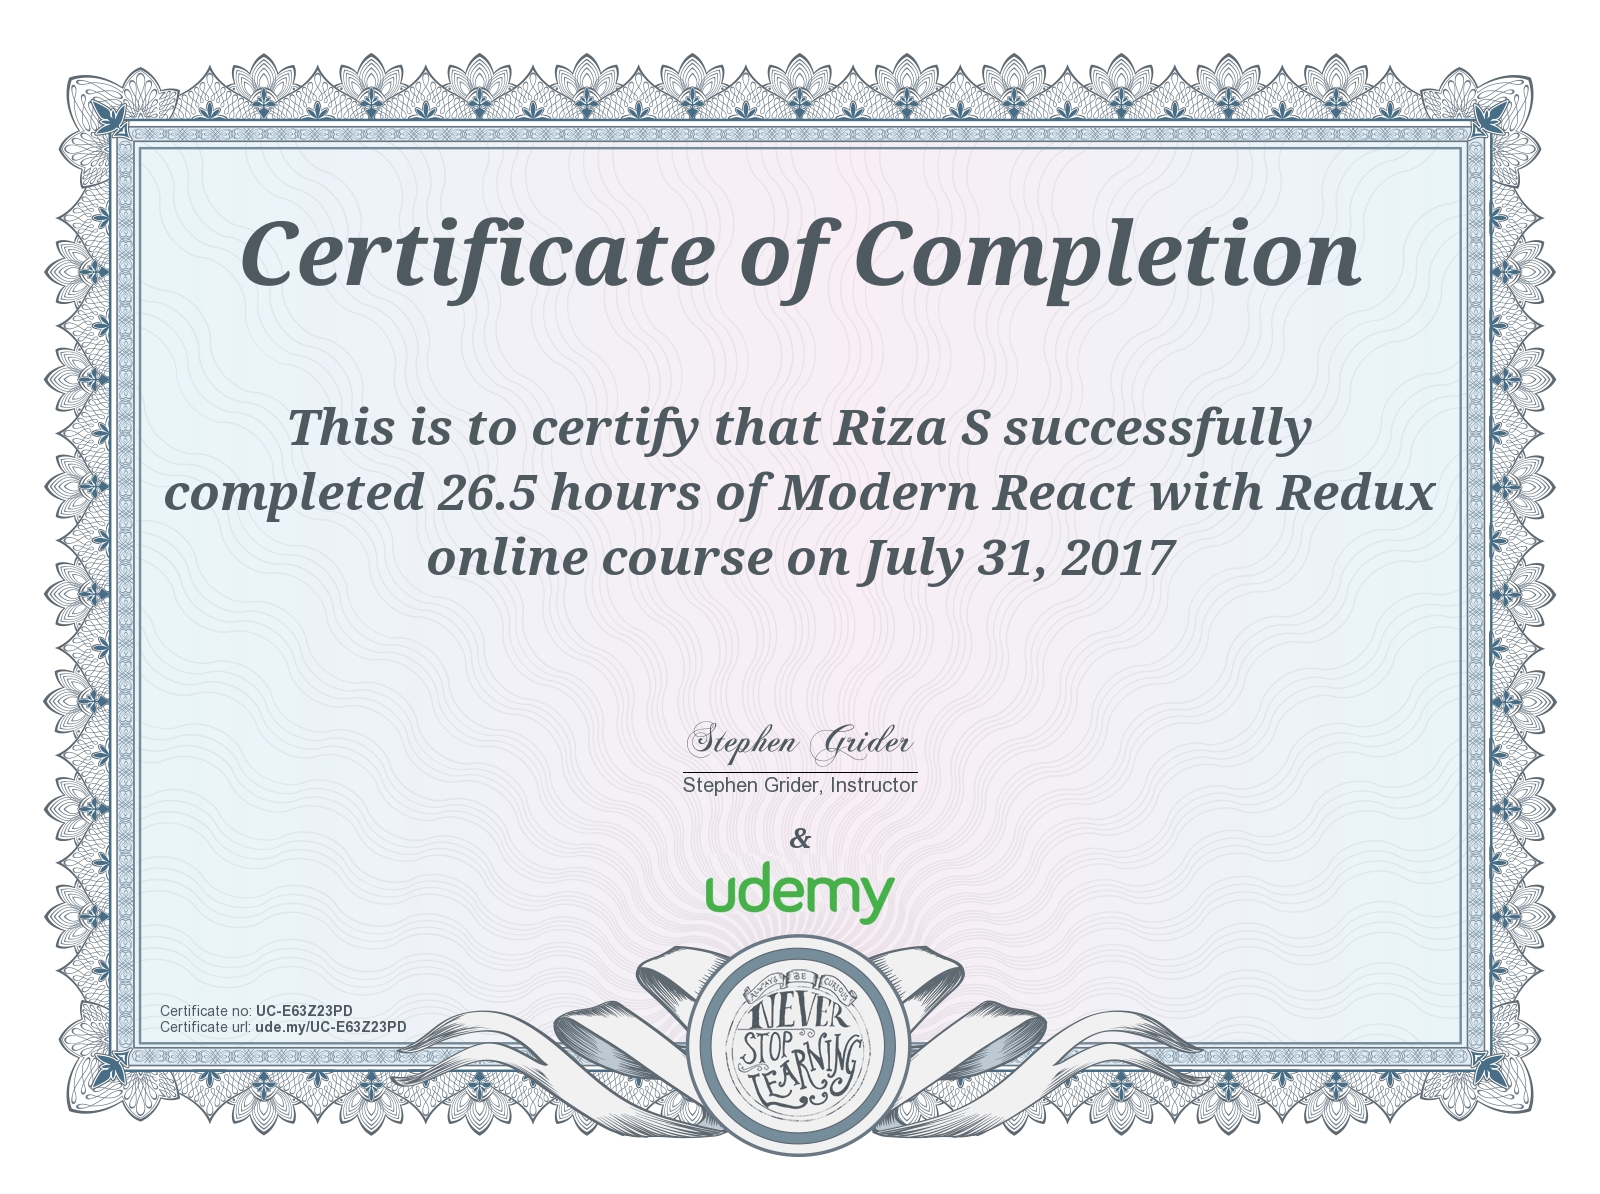 Certificate of Completion
This is to certify that Riza S successfully
completed 26.5 hours of Modern React with Redux
online course on July 31, 2017
Stephen Grider
Stephen Grider, Instructor
&
udemy
ALWAYS BE CURIOUS
NEVER
STOP
LEARNING
Certificate no: UC-E63Z23PD
Certificate url: ude.my/UC-E63Z23PD